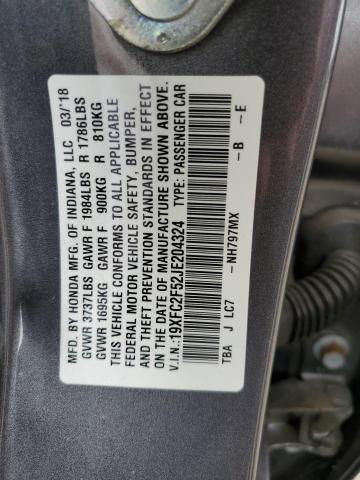 MFD. BY HONDA MFG. OF INDIANA, LLC 03/'18
GVWR 3737LBS GAWR F 1984LBS R 1786LBS
GVWR 1695KG GAWR F 900KG R 810KG
THIS VEHICLE CONFORMS TO ALL APPLICABLE
FEDERAL MOTOR VEHICLE SAFETY, BUMPER,
AND THEFT PREVENTION STANDARDS IN EFFECT
ON THE DATE OF MANUFACTURE SHOWN ABOVE.
V.I.N.:19XFC2F52JE204324 TYPE: PASSENGER CAR
-NH797MX -B -E
TBA J LC7